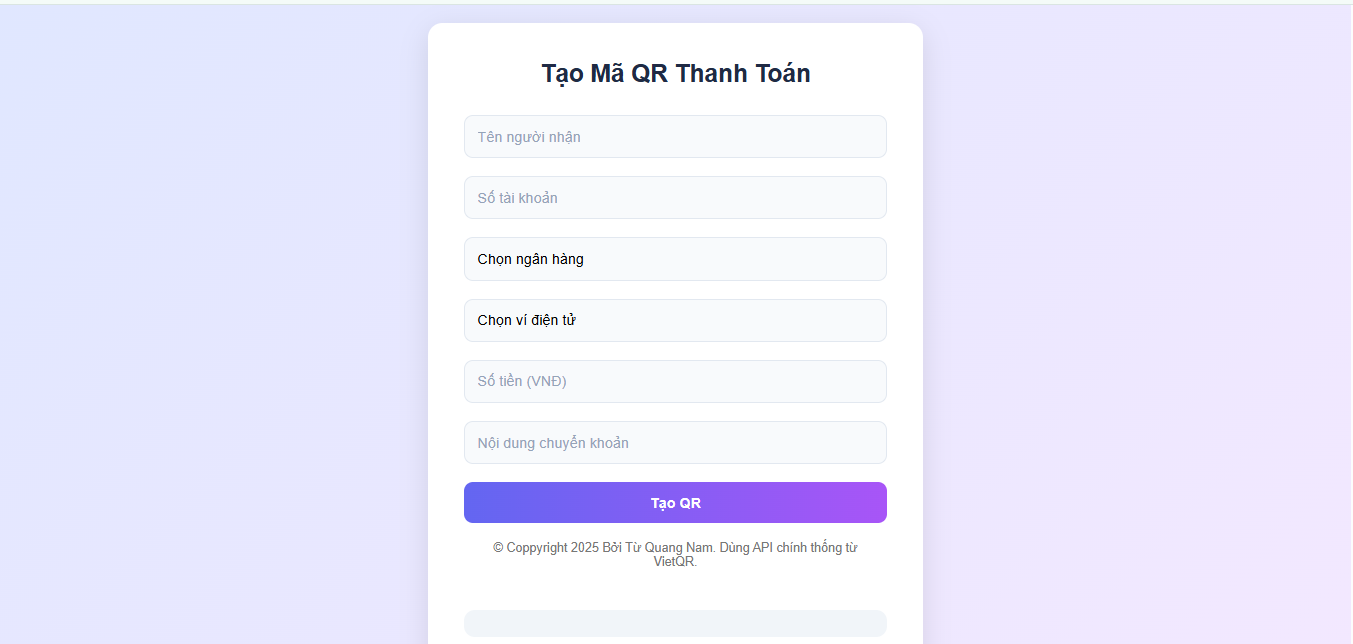 Tạo Mã QR Thanh Toán
Tên người nhận
Số tài khoản
Chọn ngân hàng
Chọn ví điện tử
Số tiền (VNĐ)
Nội dung chuyển khoản
Tạo QR
© Coppyright 2025 Bởi Từ Quang Nam. Dùng API chính thống từ
VietQR.